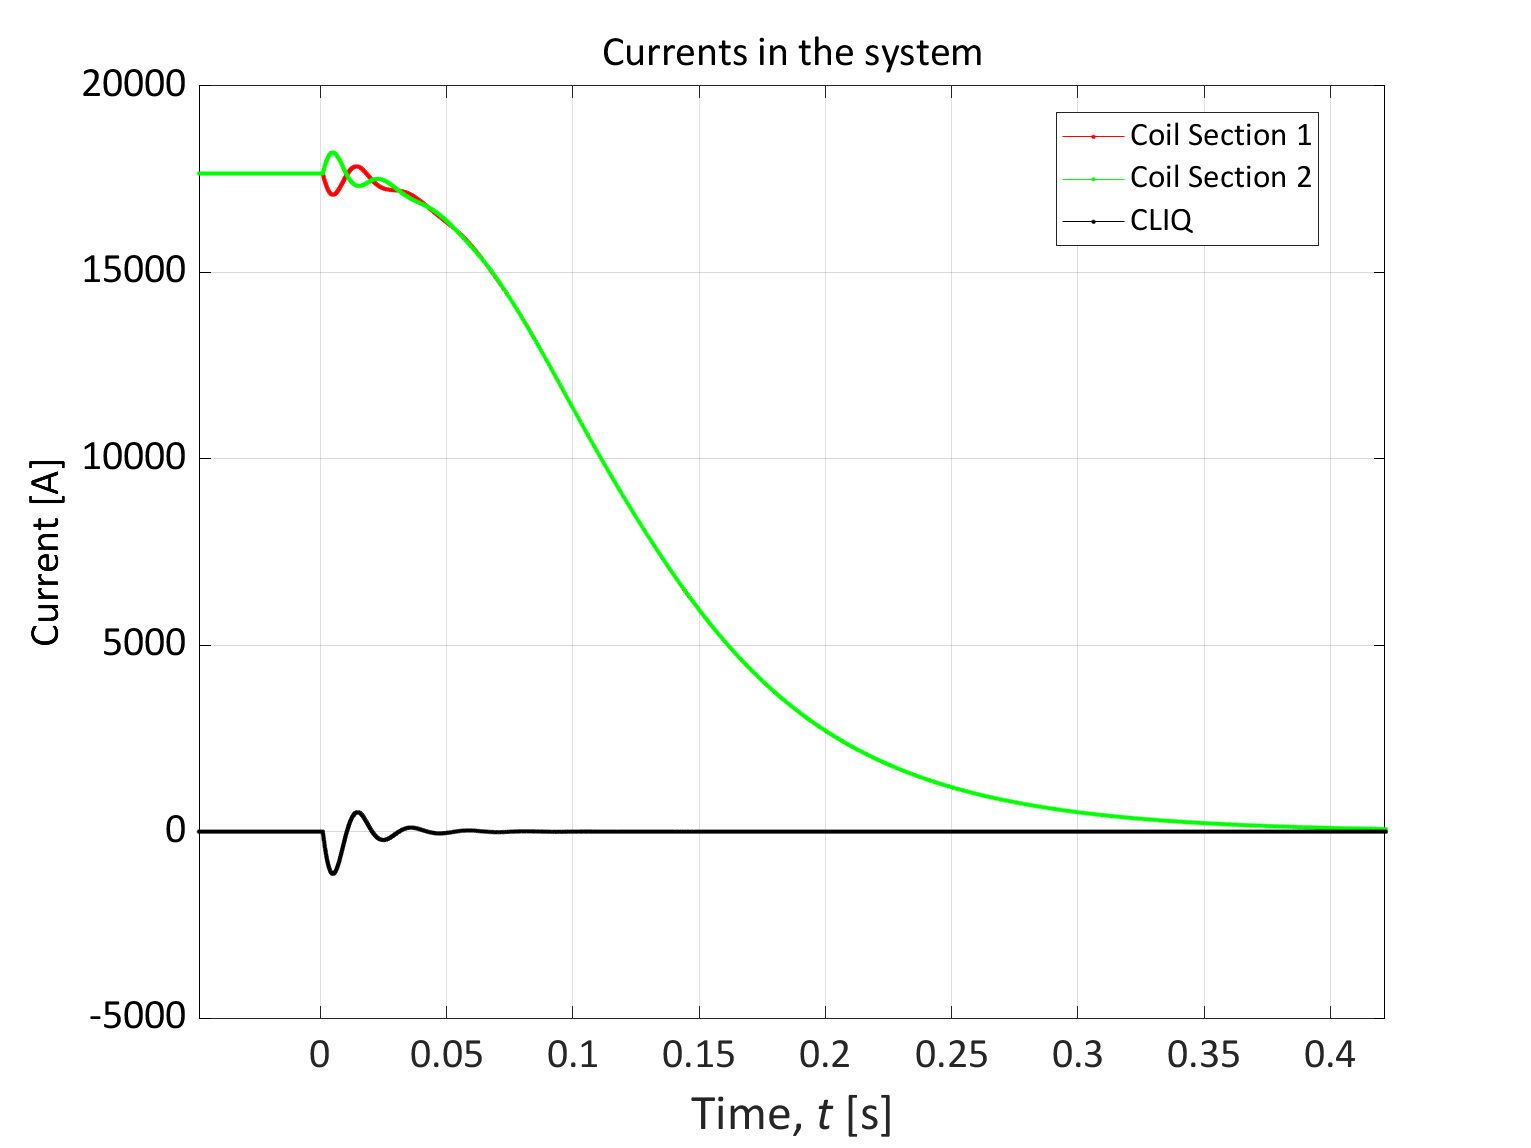 Currents in the system
20000
15000
10000
5000
0
-5000
Current [A]
Coil Section 1
Coil Section 2
CLIQ
0 0.05 0.1 0.15 0.2 0.25 0.3 0.35 0.4
Time, t [s]